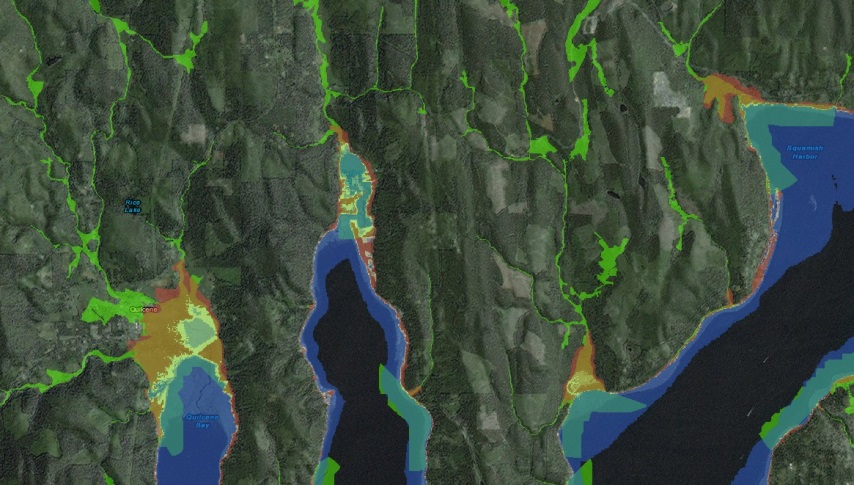 Squamish
Harbor
Rice
Lake
Quilcene
Quilcene
Bay